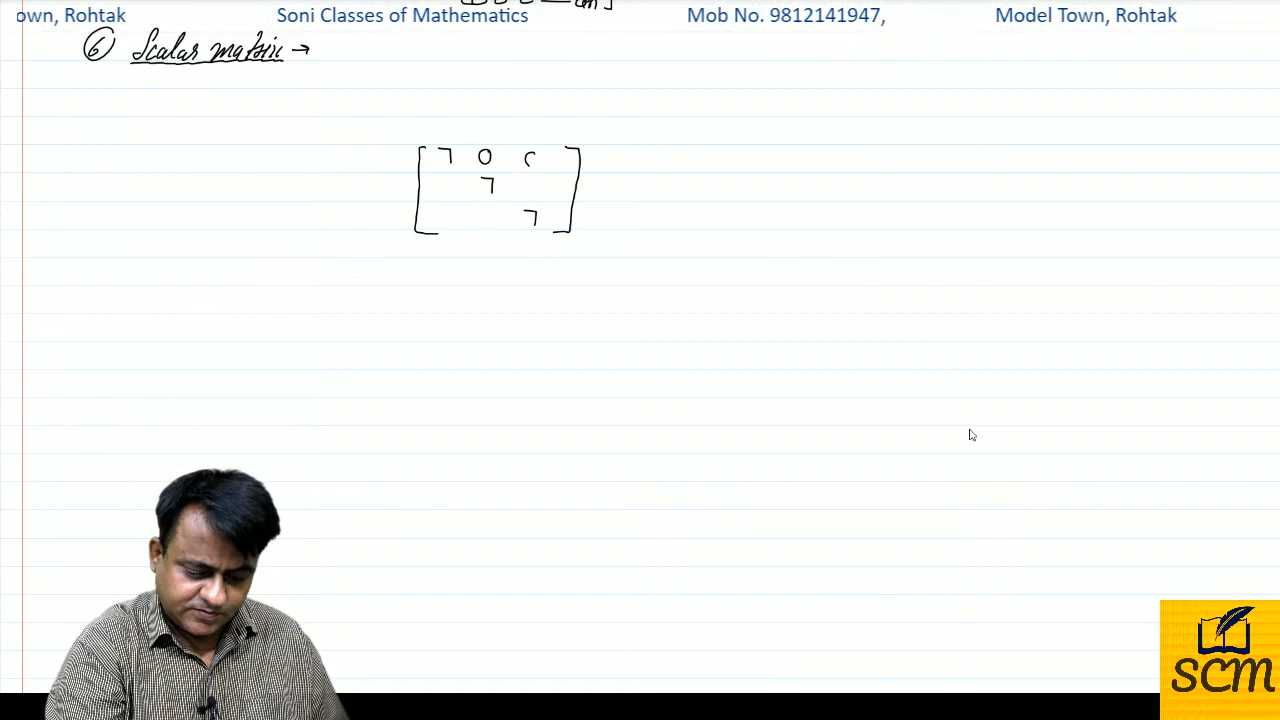 own, Rohtak Soni Classes of Mathematics Mob No. 9812141947, Model Town, Rohtak
6 Scalar matrix →
7 0
7
7
SCM